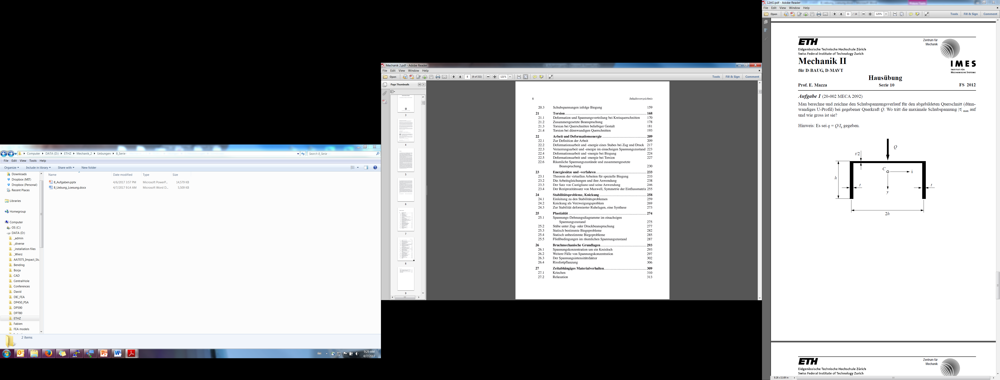 Computer ▸ DATA (D:) ▸ ETHZ ▸ Mechanik_2 ▸ Uebungen ▸ 8_Serie
Search 8_Serie
File Edit View Tools Help
Organize Include in library Share with New folder
Name Date modified Type Size
8_Aufgaben.pptx 4/6/2017 3:57 PM Microsoft PowerP... 14,579 KB
8_Uebung_Loesung.docx 4/7/2017 9:14 AM Microsoft Word D... 5,509 KB
Downloads
Dropbox (MIT)
Dropbox (Personal)
Recent Places
Libraries
Homegroup
Computer
OS (C:)
DATA (D:)
_admin
_diverse
_installation files
_Wierz
AA7075_Impact_Stu
Bending
Borja
CAD
CentralHole
Conferences
David
DIC_FEA
DP450_PSA
DP590
DP780
ETHZ
Fabien
FEA models
2 items
9:29 AM
4/7/2017
Mechanik 2.pdf - Adobe Reader
File Edit View Window Help
Open 8 (9 of 332) 121% Tools Fill & Sign Comment
Page Thumbnails
3
4
5
6
7
8
9
8 Inhaltsverzeichnis
20.3 Schubspannungen infolge Biegung 159
21 Torsion 168
21.1 Deformation und Spannungsverteilung bei Kreisquerschnitten 170
21.2 Zusammengesetzte Beanspruchung 178
21.3 Torsion bei Querschnitten beliebiger Gestalt 181
21.4 Torsion bei dünnwandigen Querschnitten 193
22 Arbeit und Deformationsenergie 209
22.1 Zur Definition der Arbeit 209
22.2 Deformationsarbeit und -energie eines Stabes bei Zug und Druck 217
22.3 Verzerrungsarbeit und -energie im einachsigen Spannungszustand 223
22.4 Deformationsarbeit und -energie bei Biegung 224
22.5 Deformationsarbeit und -energie bei Torsion 227
22.6 Räumliche Spannungszustände und zusammengesetzte
Beanspruchung 230
23 Energiesätze und -verfahren 233
23.1 Theorem der virtuellen Arbeiten für spezielle Biegung 233
23.2 Die Arbeitsgleichungen und ihre Anwendung 238
23.3 Der Satz von Castigliano und seine Anwendung 246
23.4 Der Reziprozitätssatz von Maxwell, Symmetrie der Einflussmatrix 255
24 Stabilitätsprobleme, Knickung 258
24.1 Einleitung zu den Stabilitätsproblemen 259
24.2 Knickung als Verzweigungsproblem 269
24.3 Zur Stabilität deformierter Ruhelagen, eine Synthese 273
25 Plastizität 274
25.1 Spannungs-Dehnungsdiagramme im einachsigen
Spannungszustand 275
25.2 Stäbe unter Zug- oder Druckbeanspruchung 277
25.3 Statisch bestimmte Biegeprobleme 282
25.4 Statisch unbestimmte Biegeprobleme 285
25.5 Fließbedingungen im räumlichen Spannungszustand 287
26 Bruchmechanische Grundlagen 293
26.1 Spannungskonzentration um ein Kreisloch 293
26.2 Weitere Fälle von Spannungskonzentration 297
26.3 Der Spannungsintensitätsfaktor 302
26.4 Rissfortpflanzung 306
27 Zeitabhängiges Materialverhalten 309
27.1 Kriechen 310
27.2 Relaxation 313
12HÜ.pdf - Adobe Reader
File Edit View Window Help
Open 11 / 14 125% Tools Fill & Sign Comment
ETH Zentrum für
Mechanik
Eidgenössische Technische Hochschule Zürich
Swiss Federal Institute of Technology Zurich
Mechanik II
IMES
INSTITUT FÜR
MECHANISCHE SYSTEME
für D-BAUG, D-MAVT
Hausübung
Prof. E. Mazza Serie 10 FS 2012
Aufgabe 1 (20-002 MECA 2092)
Man berechne und zeichne den Schubspannungsverlauf für den abgebildeten Querschnitt (dünn-
wandiges U-Profil) bei gegebener Querkraft Q. Wo tritt die maximale Schubspannung |τ| max auf
und wie gross ist sie?
Hinweis: Es sei q = Q/Iz gegeben.
Q
t/2
C
i
h
t
t
y
2h
ETH Zentrum für
Mechanik
Eidgenössische Technische Hochschule Zürich
Swiss Federal Institute of Technology Zurich
8.26 x 11.69 in